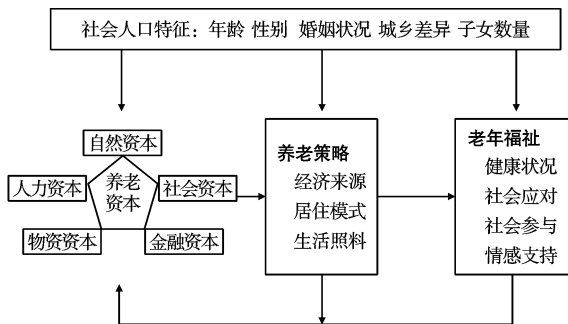 社会人口特征：年龄 性别 婚姻状况 城乡差异 子女数量
自然资本
人力资本
养老
资本
社会资本
物资资本
金融资本
养老策略
经济来源
居住模式
生活照料
老年福祉
健康状况
社会应对
社会参与
情感支持